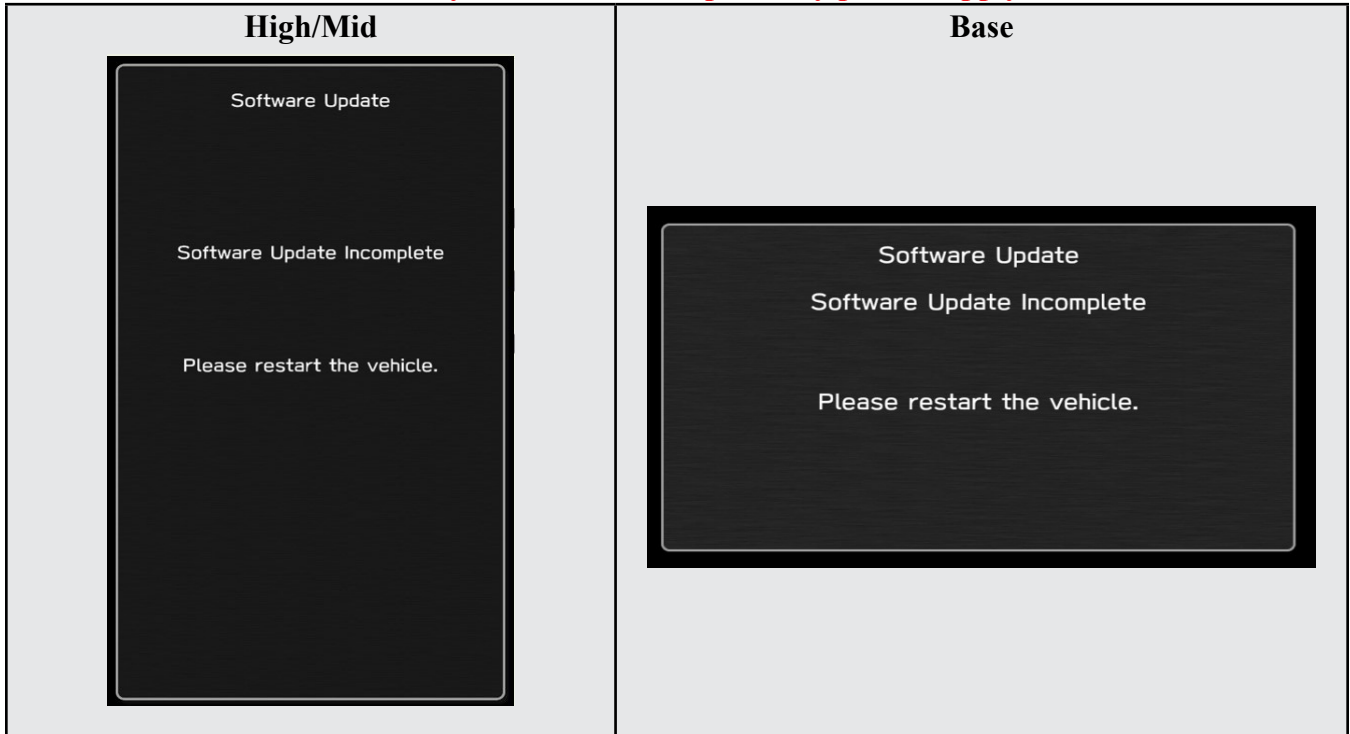 High/Mid
Base
Software Update
Software Update Incomplete
Please restart the vehicle.
Software Update
Software Update Incomplete
Please restart the vehicle.